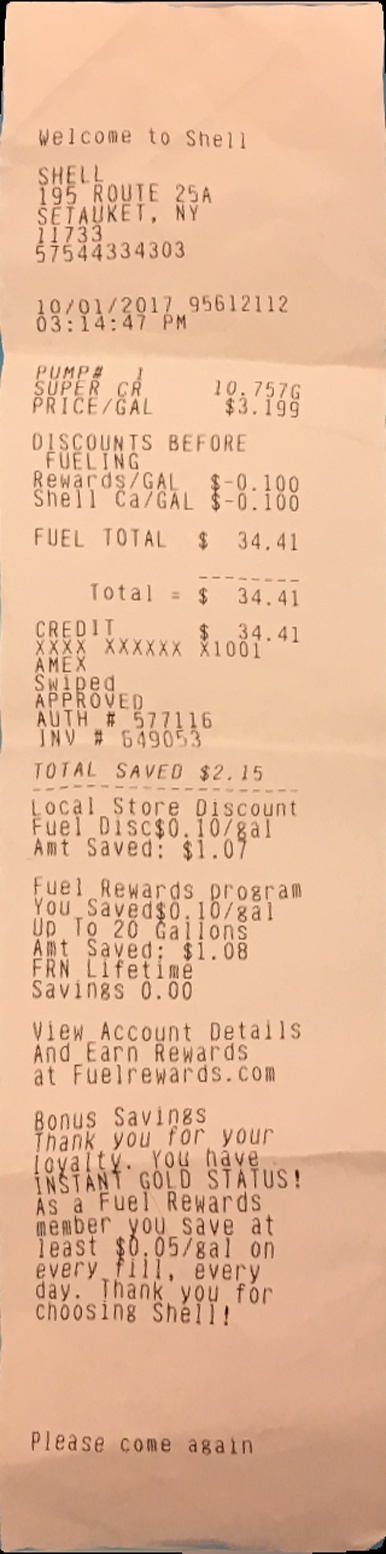 Welcome to Shell
SHELL
195 ROUTE 25A
SETAUKET, NY
11733
57544334303
10/01/2017 95612112
03:14:47 PM
PUMP# 1
SUPER CR 10.757G
PRICE/GAL $3.199
DISCOUNTS BEFORE
FUELING
Rewards/GAL $-0.100
Shell Ca/GAL $-0.100
FUEL TOTAL $ 34.41
--------
Total = $ 34.41
CREDIT $ 34.41
XXXX XXXXXX X1001
AMEX
Swiped
APPROVED
AUTH # 577116
INV # 649053
TOTAL SAVED $2.15
--------------------
Local Store Discount
Fuel Disc$0.10/gal
Amt Saved: $1.07
Fuel Rewards program
You Saved$0.10/gal
Up To 20 Gallons
Amt Saved: $1.08
FRN Lifetime
Savings 0.00
View Account Details
And Earn Rewards
at Fuelrewards.com
Bonus Savings
Thank you for your
loyalty. You have
INSTANT GOLD STATUS!
As a Fuel Rewards
member you save at
least $0.05/gal on
every fill, every
day. Thank you for
choosing Shell!
Please come again